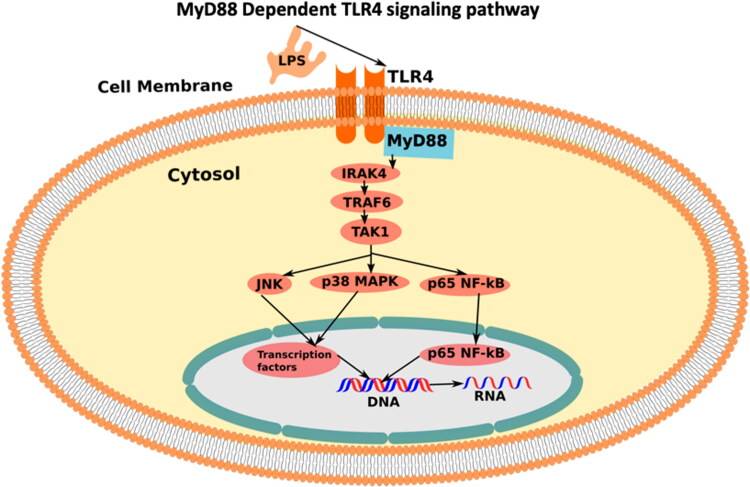 MyD88 Dependent TLR4 signaling pathway
LPS
TLR4
Cell Membrane
MyD88
Cytosol
IRAK4
TRAF6
TAK1
JNK
p38 MAPK
p65 NF-kB
Transcription
factors
p65 NF-kB
DNA
RNA